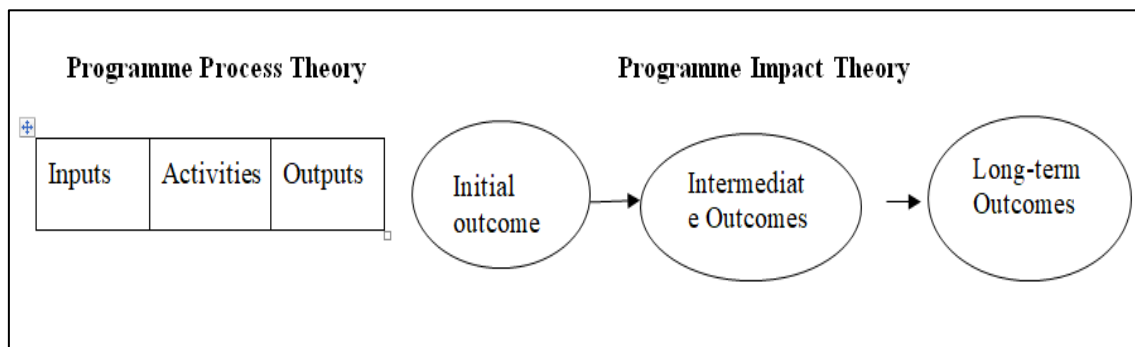 Programme Process Theory
Programme Impact Theory
Inputs
Activities
Outputs
Initial
outcome
Intermediat
e Outcomes
Long-term
Outcomes